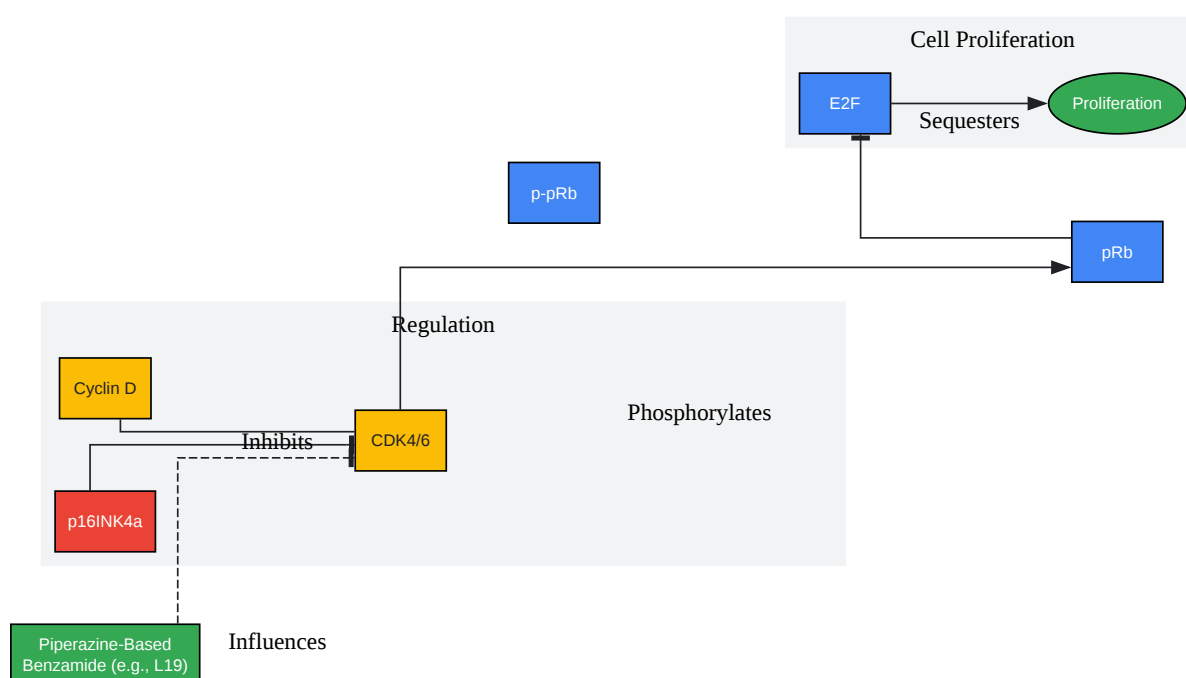 Cell Proliferation
E2F
Proliferation
Sequesters
p-pRb
pRb
Regulation
Cyclin D
Phosphorylates
Inhibits
CDK4/6
p16INK4a
Piperazine-Based
Benzamide (e.g., L19)
Influences